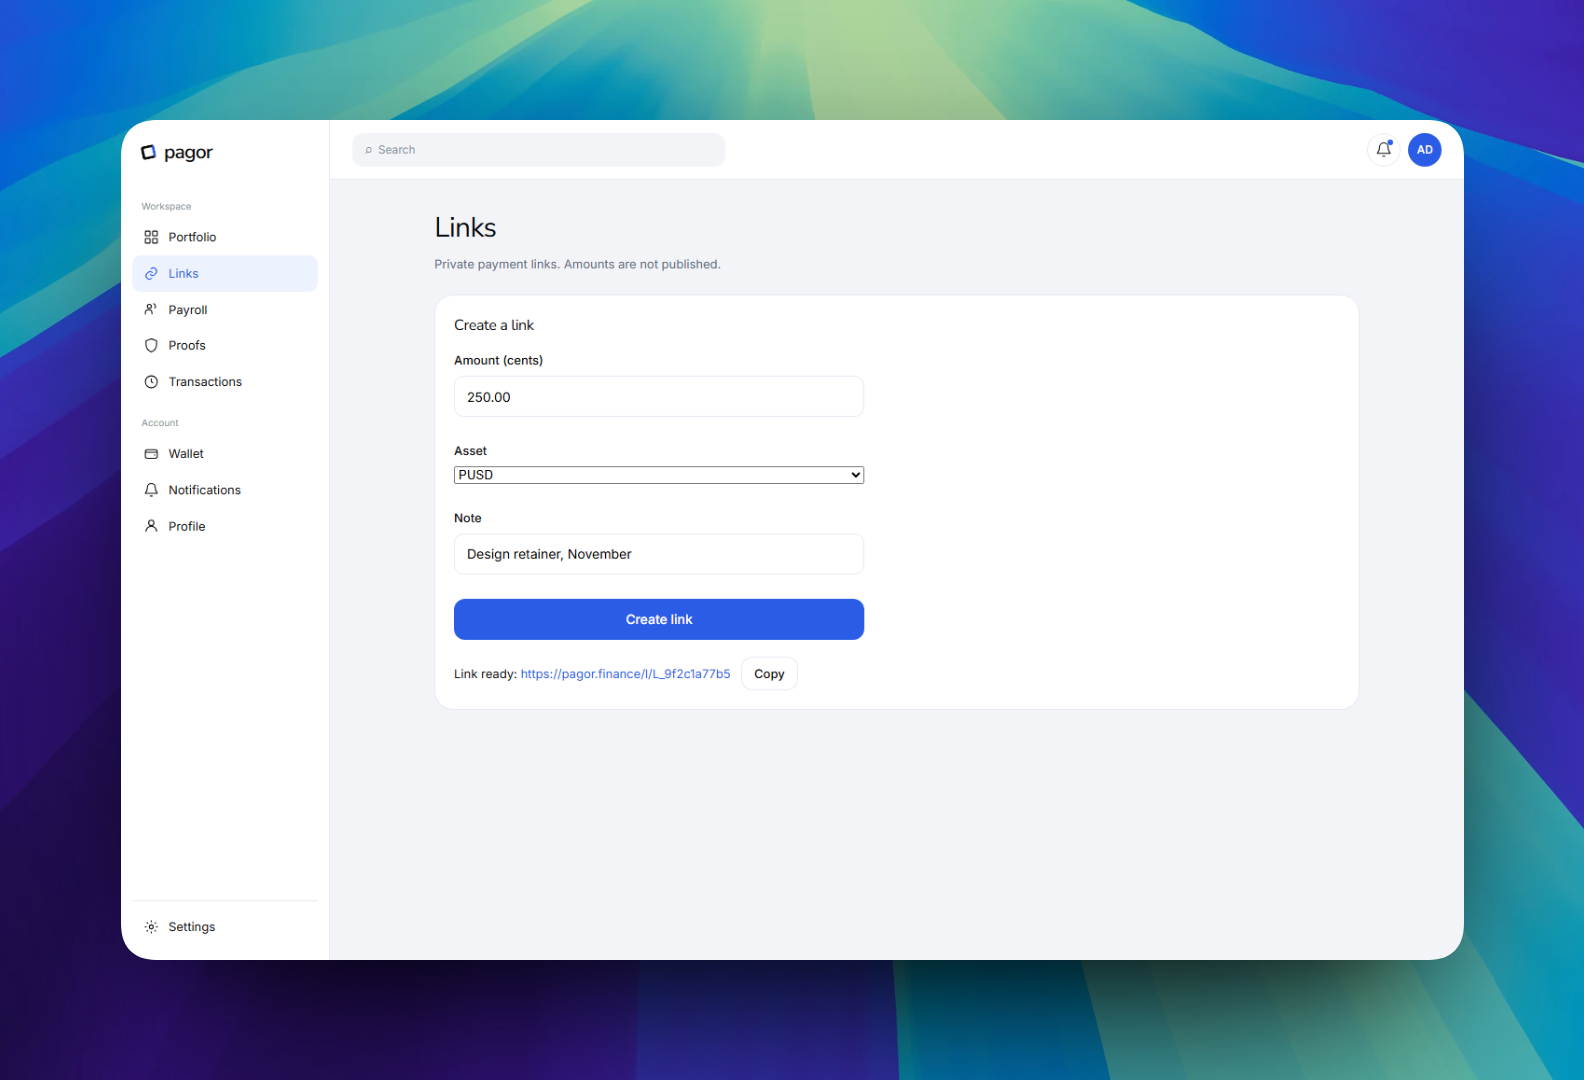 pagor
Search
AD
Workspace
Portfolio
Links
Payroll
Proofs
Transactions
Account
Wallet
Notifications
Profile
Settings
Links
Private payment links. Amounts are not published.
Create a link
Amount (cents)
250.00
Asset
PUSD
Note
Design retainer, November
Create link
Link ready: https://pagor.finance/l/L_9f2c1a77b5 Copy